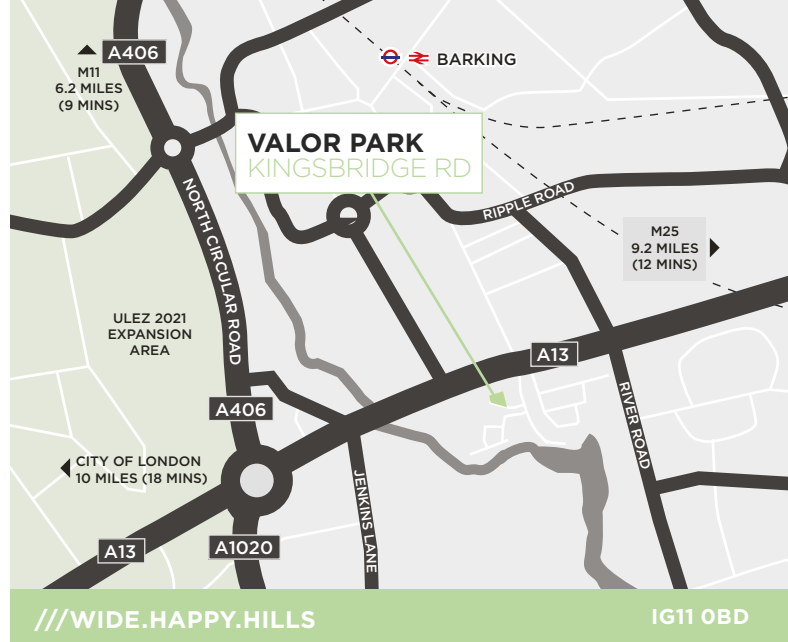 A406
M11
6.2 MILES
(9 MINS)
BARKING
VALOR PARK
KINGSBRIDGE RD
RIPPLE ROAD
NORTH CIRCULAR ROAD
M25
9.2 MILES
(12 MINS)
ULEZ 2021
EXPANSION
AREA
A13
A406
RIVER ROAD
CITY OF LONDON
10 MILES (18 MINS)
JENKINS LANE
A13
A1020
///WIDE.HAPPY.HILLS
IG11 0BD